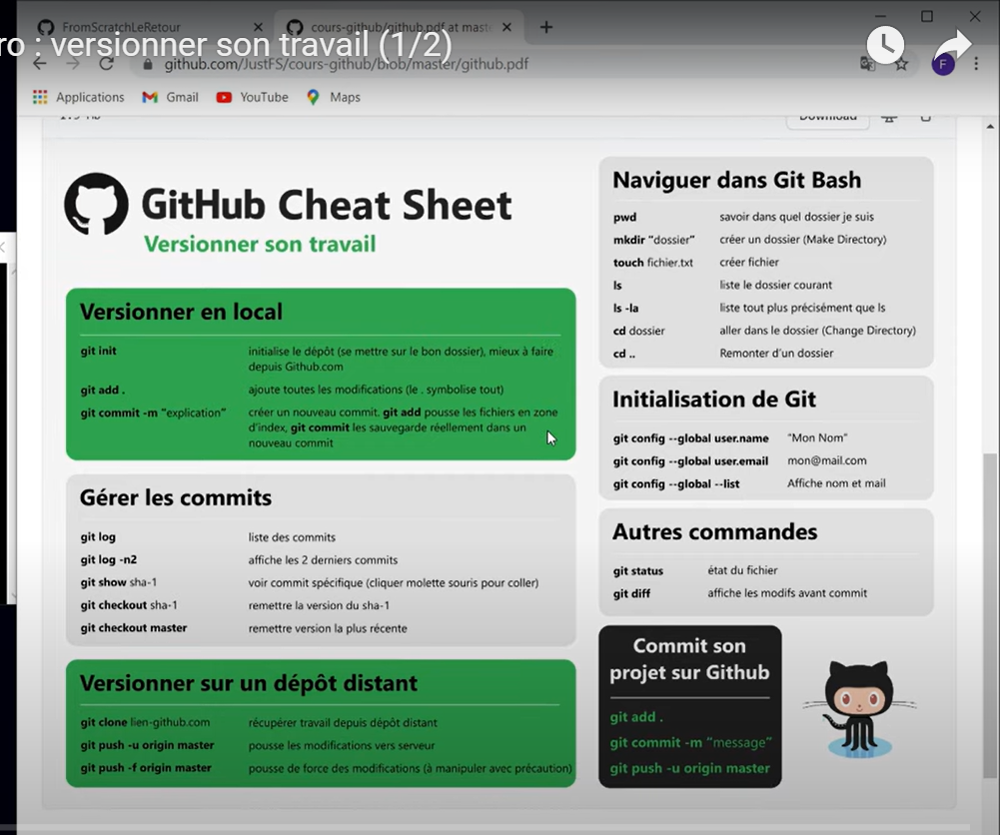 FromScratchLeRetour
cours-github/github.pdf at mast
ro : versionner son travail (1/2)
github.com/JustFS/cours-github/blob/master/github.pdf
F
Applications
Gmail
YouTube
Maps
Download
GitHub Cheat Sheet
Versionner son travail
Versionner en local
git init initialise le dépôt (se mettre sur le bon dossier), mieux à faire
depuis Github.com
git add . ajoute toutes les modifications (le . symbolise tout)
git commit -m "explication" créer un nouveau commit. git add pousse les fichiers en zone
d'index, git commit les sauvegarde réellement dans un
nouveau commit
Gérer les commits
git log liste des commits
git log -n2 affiche les 2 derniers commits
git show sha-1 voir commit spécifique (cliquer molette souris pour coller)
git checkout sha-1 remettre la version du sha-1
git checkout master remettre version la plus récente
Versionner sur un dépôt distant
git clone lien-github.com récupérer travail depuis dépôt distant
git push -u origin master pousse les modifications vers serveur
git push -f origin master pousse de force des modifications (à manipuler avec précaution)
Naviguer dans Git Bash
pwd savoir dans quel dossier je suis
mkdir "dossier" créer un dossier (Make Directory)
touch fichier.txt créer fichier
ls liste le dossier courant
ls -la liste tout plus précisément que ls
cd dossier aller dans le dossier (Change Directory)
cd .. Remonter d'un dossier
Initialisation de Git
git config --global user.name "Mon Nom"
git config --global user.email mon@mail.com
git config --global --list Affiche nom et mail
Autres commandes
git status état du fichier
git diff affiche les modifs avant commit
Commit son
projet sur Github
git add .
git commit -m "message"
git push -u origin master